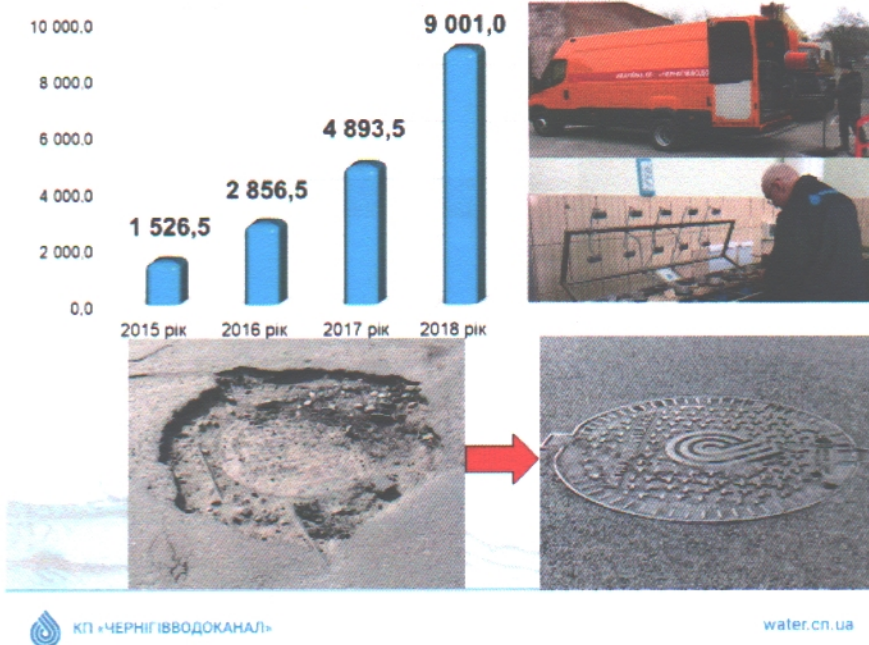 10 000,0
8 000,0
6 000,0
4 000,0
2 000,0
0,0
1 526,5
2 856,5
4 893,5
9 001,0
2015 рік
2016 рік
2017 рік
2018 рік
КП «ЧЕРНІГІВВОДОКАНАЛ»
water.cn.ua